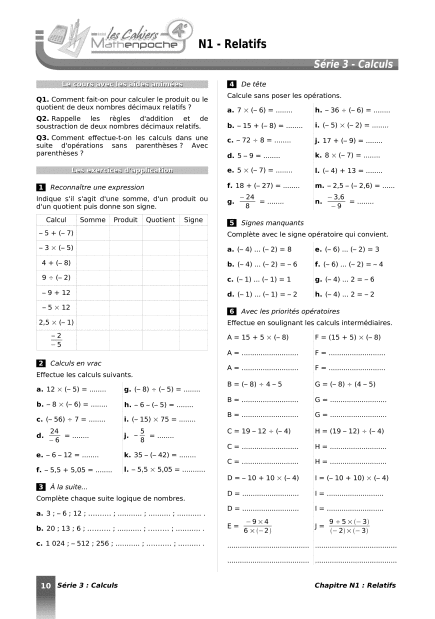 les Cahiers
Mathenpoche
4e
N1 - Relatifs
Série 3 - Calculs
Le cours avec les aides animées
Q1. Comment fait-on pour calculer le produit ou le
quotient de deux nombres décimaux relatifs ?
Q2. Rappelle les règles d'addition et de
soustraction de deux nombres décimaux relatifs.
Q3. Comment effectue-t-on les calculs dans une
suite d'opérations sans parenthèses ? Avec
parenthèses ?
Les exercices d'application
1 Reconnaître une expression
Indique s'il s'agit d'une somme, d'un produit ou
d'un quotient puis donne son signe.
Calcul Somme Produit Quotient Signe
– 5 + (– 7)
– 3 × (– 5)
4 + (– 8)
9 ÷ (– 2)
– 9 + 12
– 5 × 12
2,5 × (– 1)
– 2
– 5
2 Calculs en vrac
Effectue les calculs suivants.
a. 12 × (– 5) = ........ g. (– 8) ÷ (– 5) = ........
b. – 8 × (– 6) = ........ h. – 6 – (– 5) = ........
c. (– 56) ÷ 7 = ........ i. (– 15) × 75 = ........
d. 24/– 6 = ........ j. – 5/8 = ........
e. – 6 – 12 = ........ k. 35 – (– 42) = ........
f. – 5,5 + 5,05 = ........ l. – 5,5 × 5,05 = ..........
3 À la suite...
Complète chaque suite logique de nombres.
a. 3 ; – 6 ; 12 ; .......... ; .......... ; .......... ; .......... .
b. 20 ; 13 ; 6 ; .......... ; .......... ; .......... ; .......... .
c. 1 024 ; – 512 ; 256 ; .......... ; .......... ; .......... .
4 De tête
Calcule sans poser les opérations.
a. 7 × (– 6) = ........ h. – 36 ÷ (– 6) = ........
b. – 15 + (– 8) = ........ i. (– 5) × (– 2) = ........
c. – 72 ÷ 8 = ........ j. 17 + (– 9) = ........
d. 5 – 9 = ........ k. 8 × (– 7) = ........
e. 5 × (– 7) = ........ l. (– 4) + 13 = ........
f. 18 + (– 27) = ........ m. – 2,5 – (– 2,6) = ......
g. – 24/8 = ........ n. – 3,6/– 9 = ........
5 Signes manquants
Complète avec le signe opératoire qui convient.
a. (– 4) ... (– 2) = 8 e. (– 6) ... (– 2) = 3
b. (– 4) ... (– 2) = – 6 f. (– 6) ... (– 2) = – 4
c. (– 1) ... (– 1) = 1 g. (– 4) ... 2 = – 6
d. (– 1) ... (– 1) = – 2 h. (– 4) ... 2 = – 2
6 Avec les priorités opératoires
Effectue en soulignant les calculs intermédiaires.
A = 15 + 5 × (– 8) F = (15 + 5) × (– 8)
A = .......................... F = ..........................
A = .......................... F = ..........................
B = (– 8) ÷ 4 – 5 G = (– 8) ÷ (4 – 5)
B = .......................... G = ..........................
B = .......................... G = ..........................
C = 19 – 12 ÷ (– 4) H = (19 – 12) ÷ (– 4)
C = .......................... H = ..........................
C = .......................... H = ..........................
D = – 10 + 10 × (– 4) I = (– 10 + 10) × (– 4)
D = .......................... I = ..........................
D = .......................... I = ..........................
E = – 9 × 4/6 × (– 2) J = 9 + 5 × (– 3)/(– 2) × (– 3)
.................................... ....................................
.................................... ....................................
10 Série 3 : Calculs Chapitre N1 : Relatifs